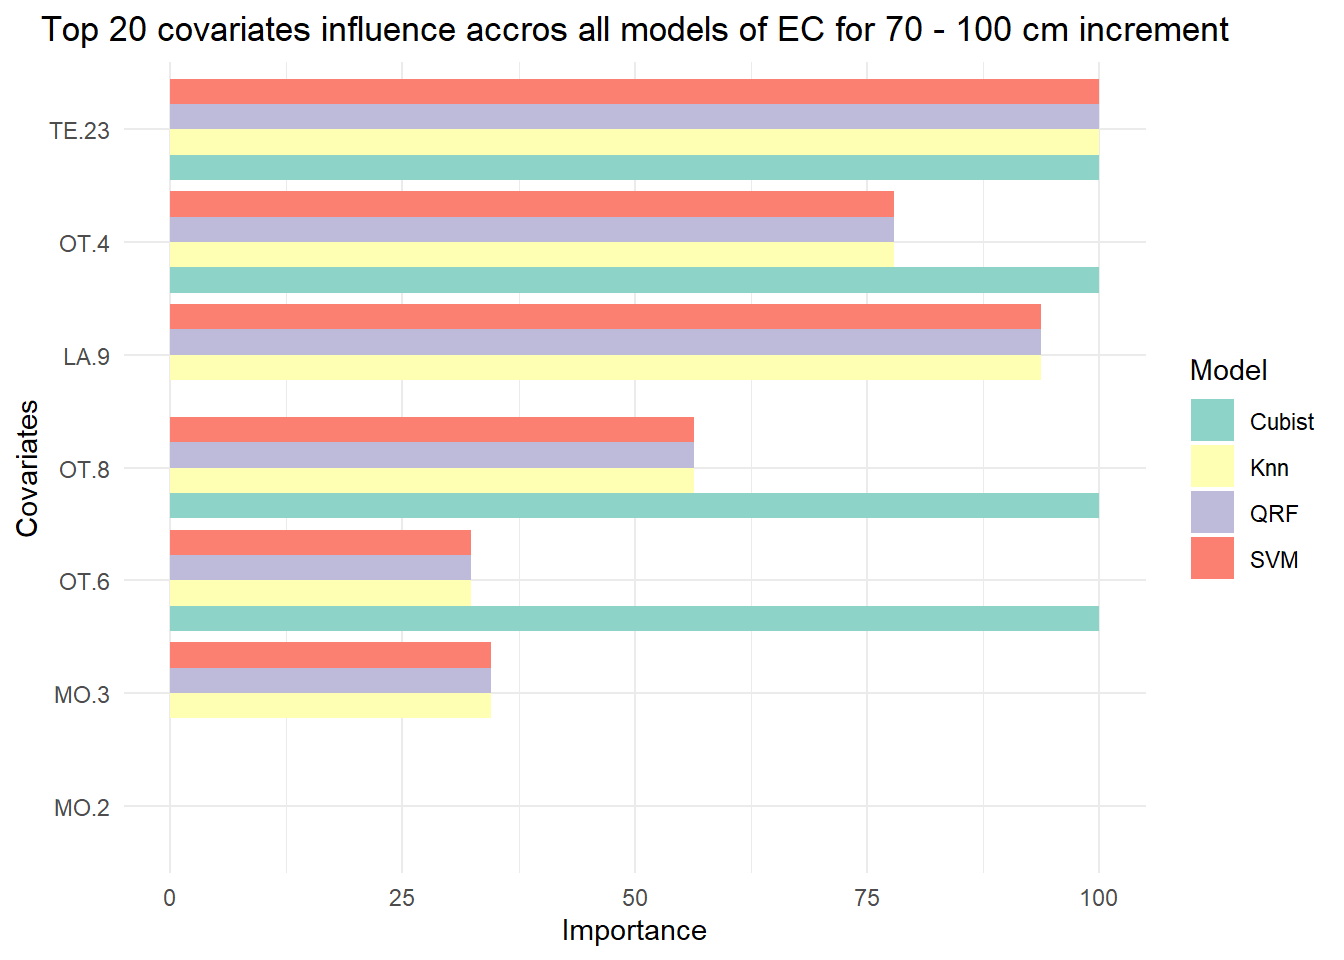 Top 20 covariates influence accros all models of EC for 70 - 100 cm increment
Covariates
TE.23
OT.4
LA.9
OT.8
OT.6
MO.3
MO.2
0 25 50 75 100
Importance
Model
Cubist
Knn
QRF
SVM